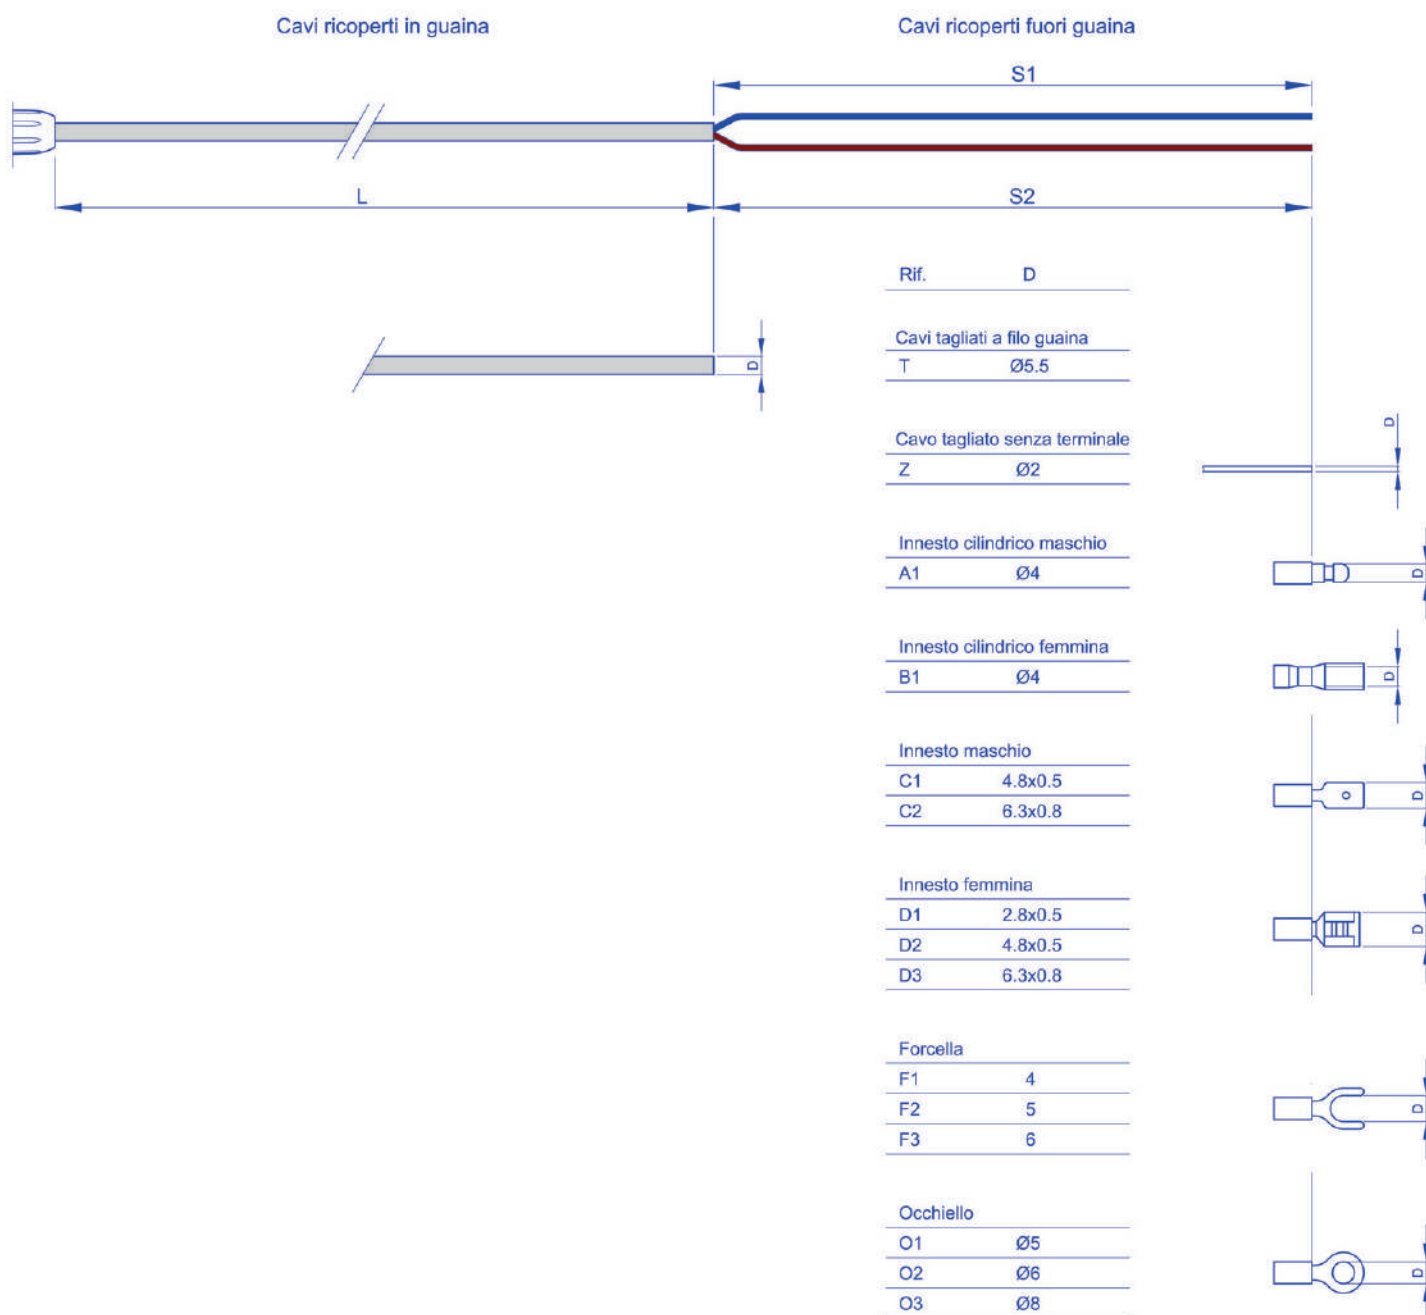 Cavi ricoperti in guaina
Cavi ricoperti fuori guaina
S1
L
S2
Rif. D
Cavi tagliati a filo guaina
T Ø5.5
D
Cavo tagliato senza terminale
Z Ø2
D
Innesto cilindrico maschio
A1 Ø4
D
Innesto cilindrico femmina
B1 Ø4
D
Innesto maschio
C1 4.8x0.5
C2 6.3x0.8
D
Innesto femmina
D1 2.8x0.5
D2 4.8x0.5
D3 6.3x0.8
D
Forcella
F1 4
F2 5
F3 6
D
Occhiello
O1 Ø5
O2 Ø6
O3 Ø8
D